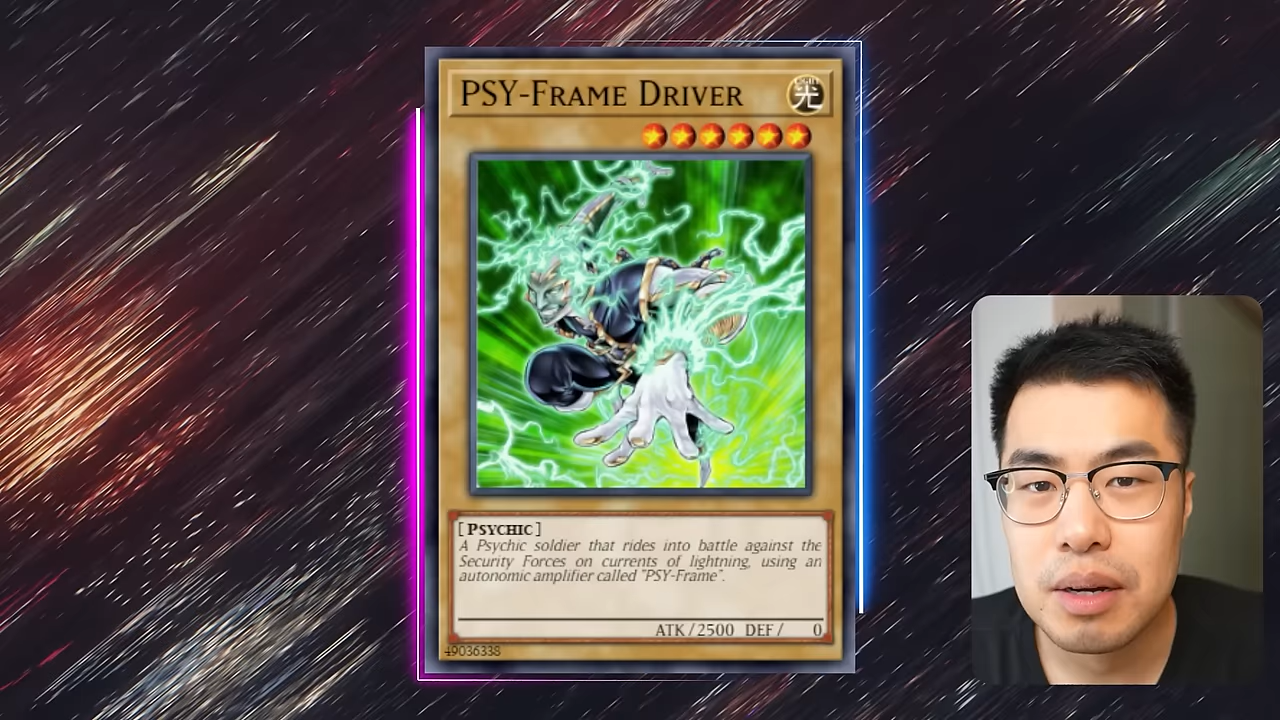 PSY-FRAME DRIVER
光
[PSYCHIC]
A Psychic soldier that rides into battle against the
Security Forces on currents of lightning, using an
autonomic amplifier called "PSY-Frame".
ATK/2500 DEF/ 0
49036338